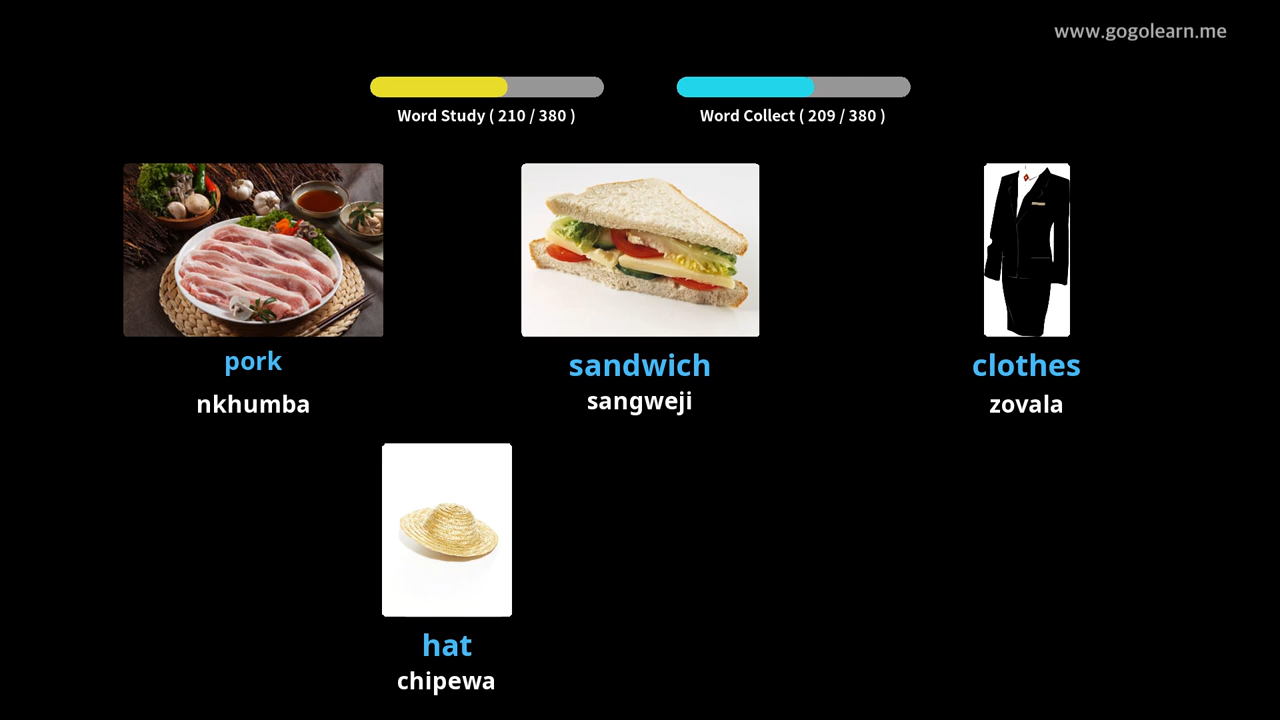 www.gogolearn.me
Word Study ( 210 / 380 )
Word Collect ( 209 / 380 )
pork
nkhumba
sandwich
sangweji
clothes
zovala
hat
chipewa